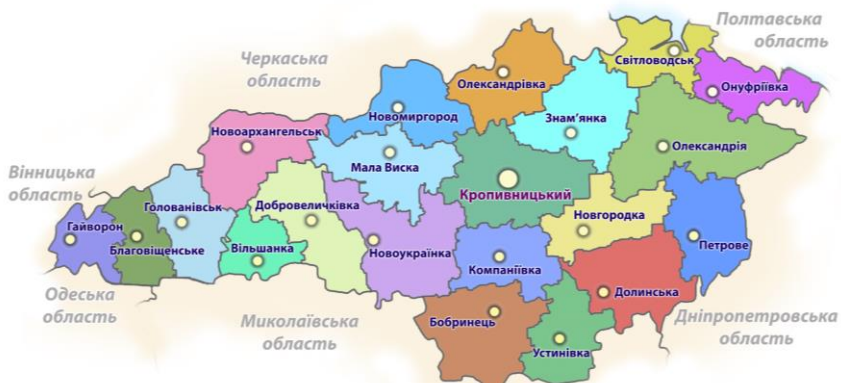 Полтавська
область
Черкаська
область
Світловодськ
Олександрівка
Онуфріївка
Новомиргород
Знам’янка
Новоархангельськ
Олександрія
Мала Виска
Вінницька
область
Кропивницький
Голованівськ
Добровеличківка
Новгородка
Гайворон
Благовіщенське
Вільшанка
Новоукраїнка
Петрове
Компаніївка
Одеська
область
Долинська
Миколаївська
область
Бобринець
Дніпропетровська
область
Устинівка